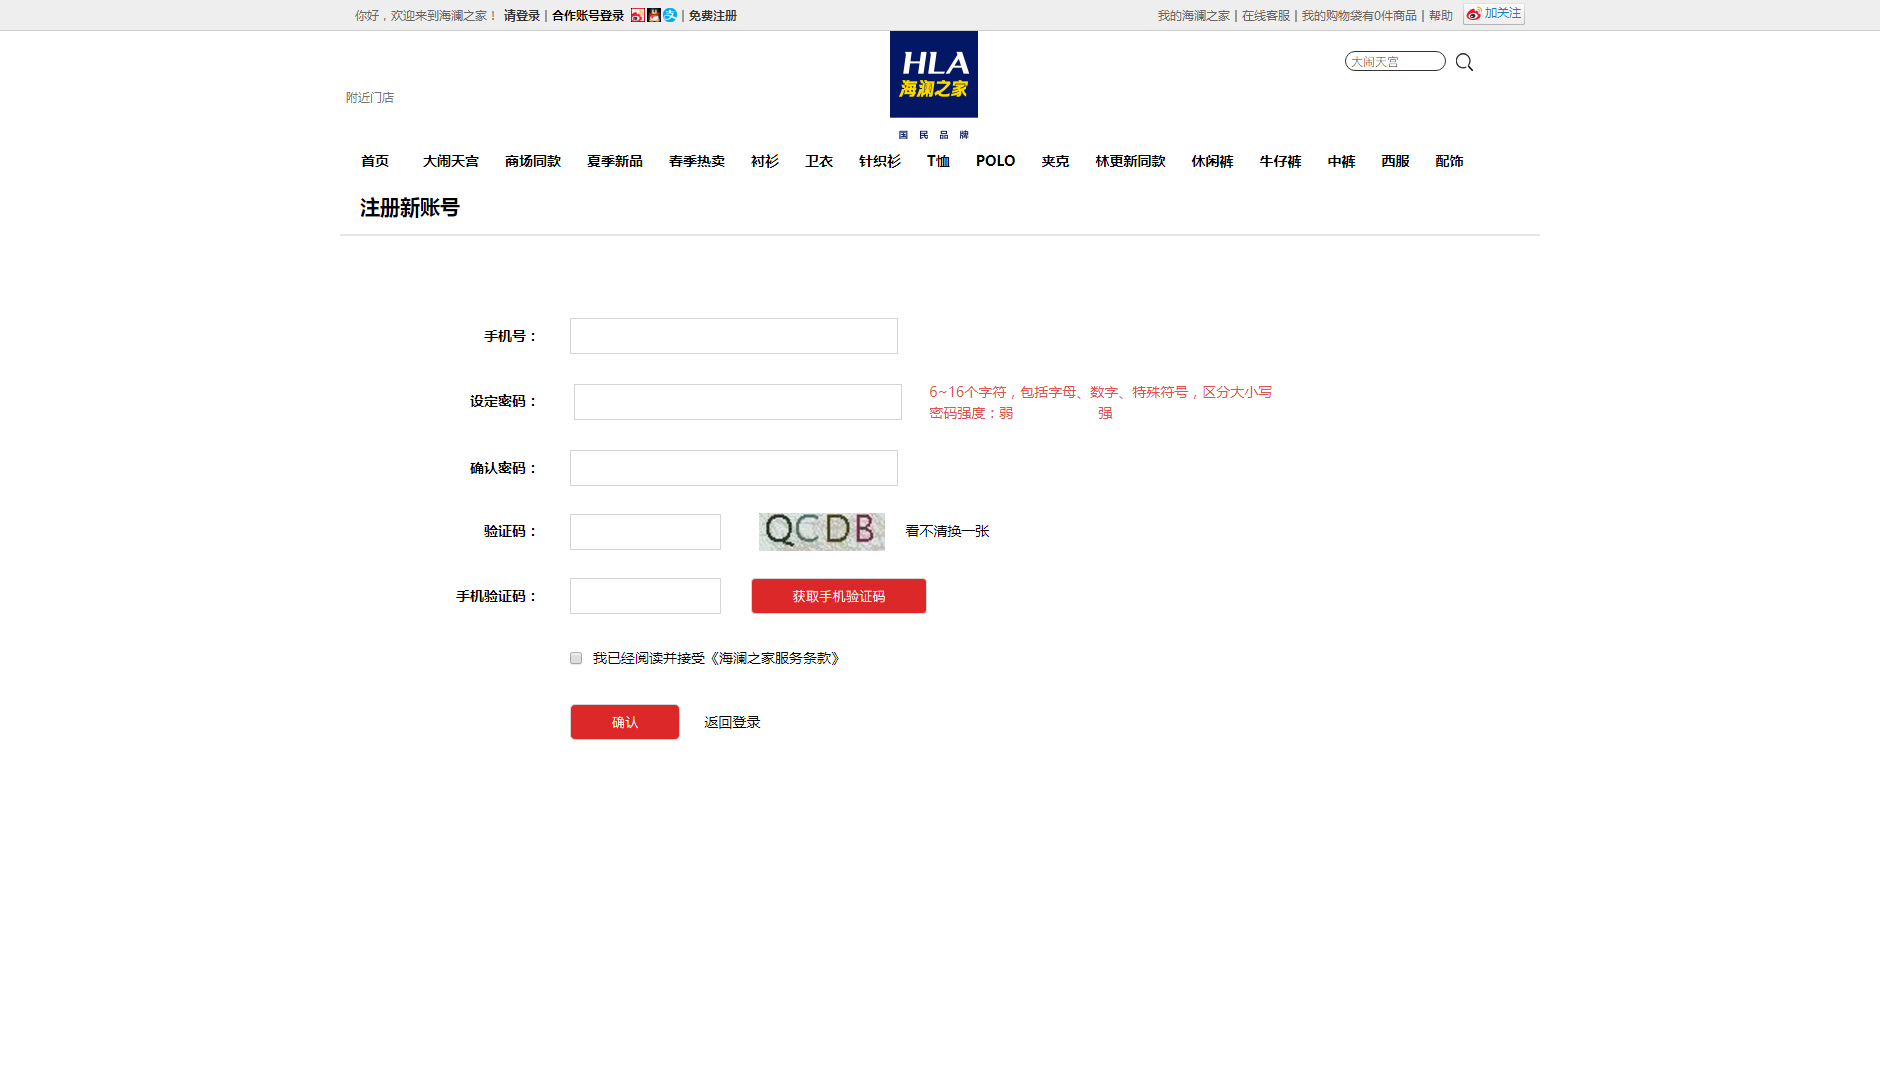 你好，欢迎来到海澜之家！ 请登录 | 合作账号登录 | 免费注册
我的海澜之家 | 在线客服 | 我的购物袋有0件商品 | 帮助 加关注
HLA
海澜之家
国民品牌
大闹天宫
附近门店
首页 大闹天宫 商场同款 夏季新品 春季热卖 衬衫 卫衣 针织衫 T恤 POLO 夹克 林更新同款 休闲裤 牛仔裤 中裤 西服 配饰
注册新账号
手机号：
设定密码：
6~16个字符，包括字母、数字、特殊符号，区分大小写
密码强度：弱 强
确认密码：
验证码： QCDB 看不清换一张
手机验证码： 获取手机验证码
我已经阅读并接受《海澜之家服务条款》
确认 返回登录